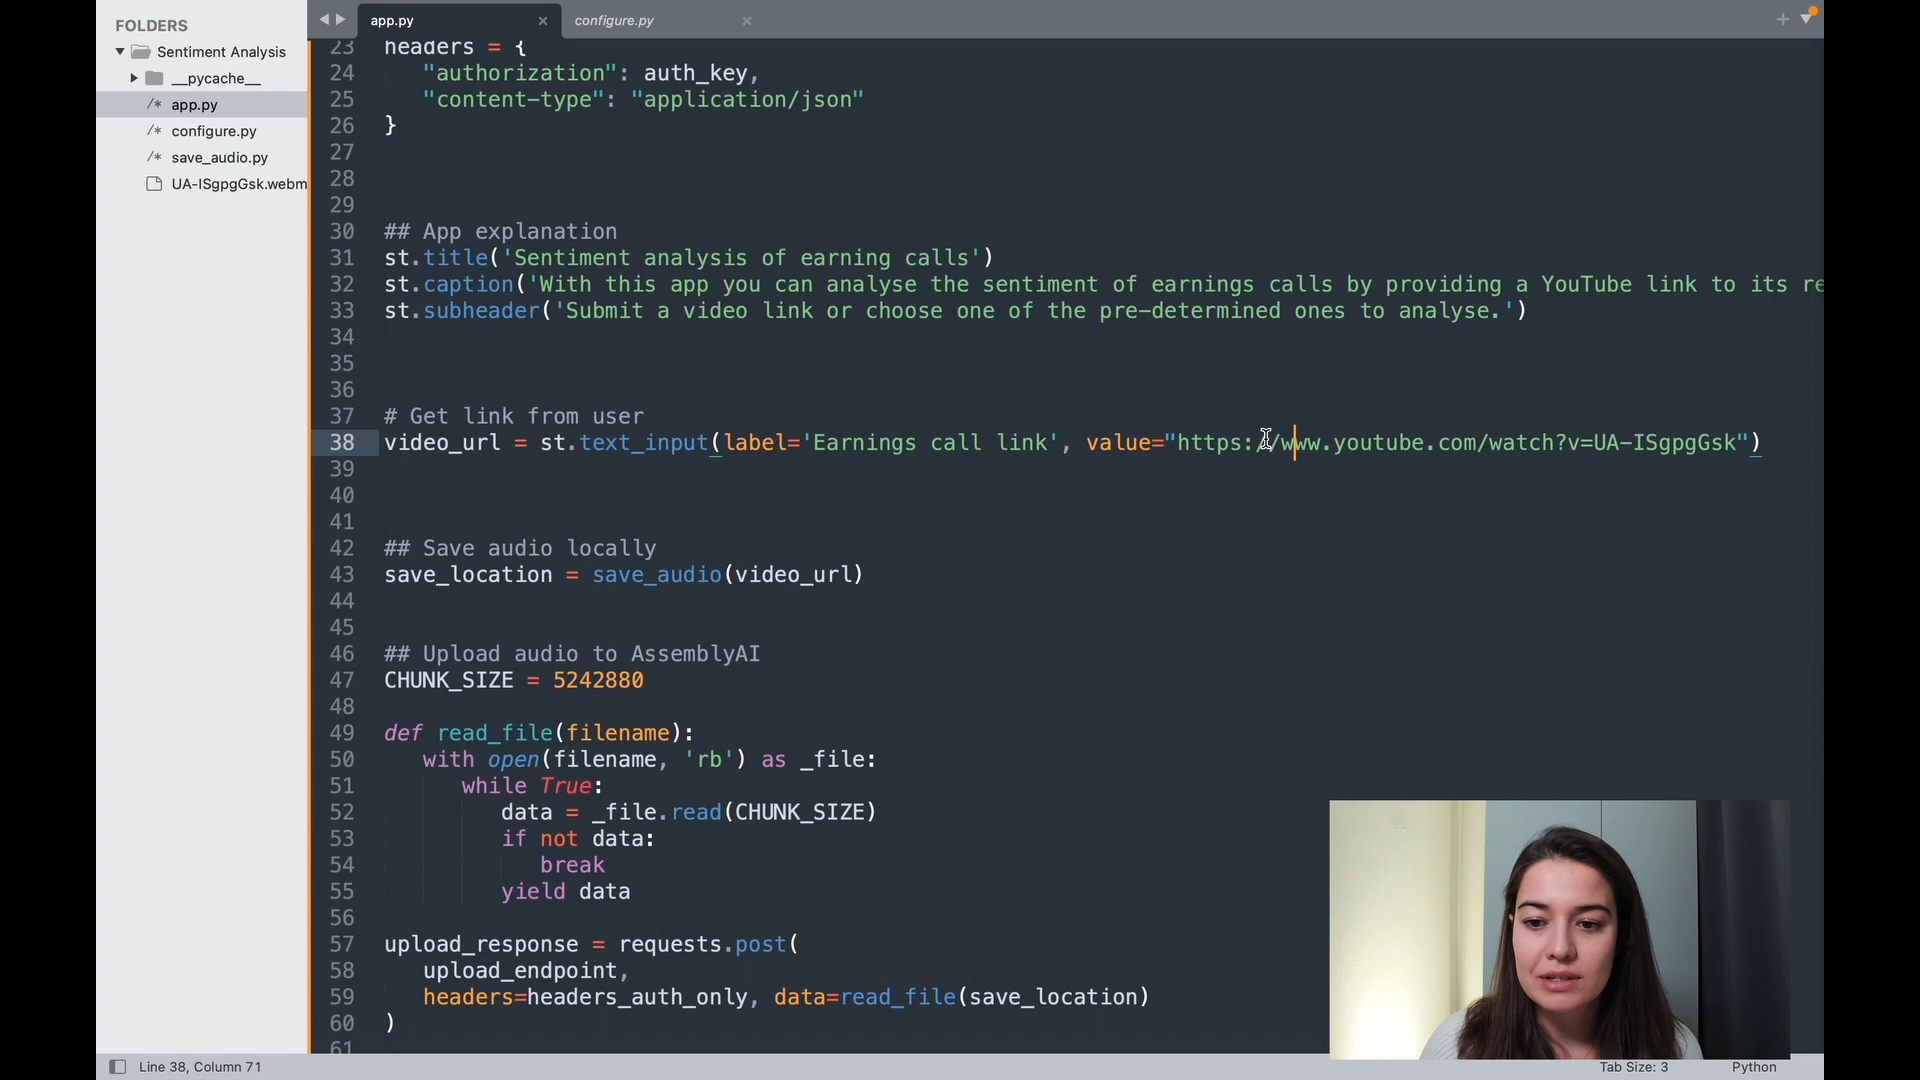 FOLDERS
Sentiment Analysis
__pycache__
/* app.py
/* configure.py
/* save_audio.py
UA-ISgpgGsk.webm
app.py
configure.py
23 headers = {
24 "authorization": auth_key,
25 "content-type": "application/json"
26 }
27
28
29
30 ## App explanation
31 st.title('Sentiment analysis of earning calls')
32 st.caption('With this app you can analyse the sentiment of earnings calls by providing a YouTube link to its re
33 st.subheader('Submit a video link or choose one of the pre-determined ones to analyse.')
34
35
36
37 # Get link from user
38 video_url = st.text_input(label='Earnings call link', value="https://www.youtube.com/watch?v=UA-ISgpgGsk")
39
40
41
42 ## Save audio locally
43 save_location = save_audio(video_url)
44
45
46 ## Upload audio to AssemblyAI
47 CHUNK_SIZE = 5242880
48
49 def read_file(filename):
50 with open(filename, 'rb') as _file:
51 while True:
52 data = _file.read(CHUNK_SIZE)
53 if not data:
54 break
55 yield data
56
57 upload_response = requests.post(
58 upload_endpoint,
59 headers=headers_auth_only, data=read_file(save_location)
60 )
61
Line 38, Column 71
Tab Size: 3
Python